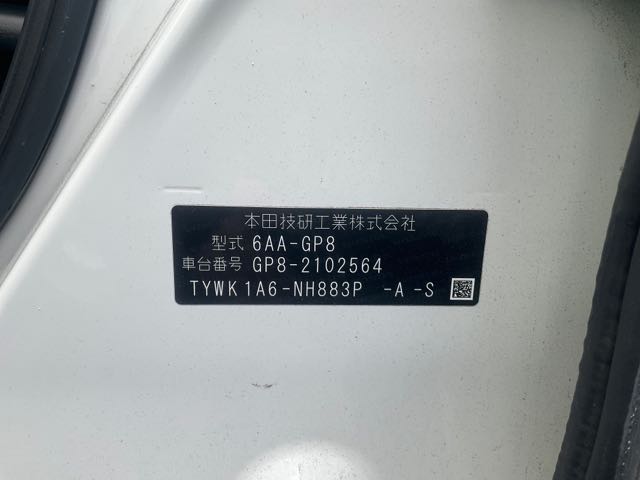 本田技研工業株式会社
型式 6AA-GP8
車台番号 GP8-2102564
TYWK1A6-NH883P -A-S